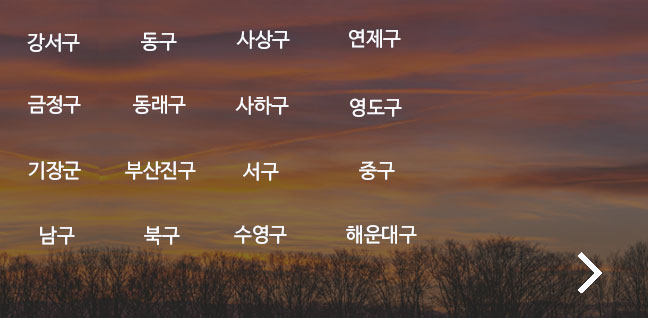 강서구 동구 사상구 연제구
금정구 동래구 사하구 영도구
기장군 부산진구 서구 중구
남구 북구 수영구 해운대구